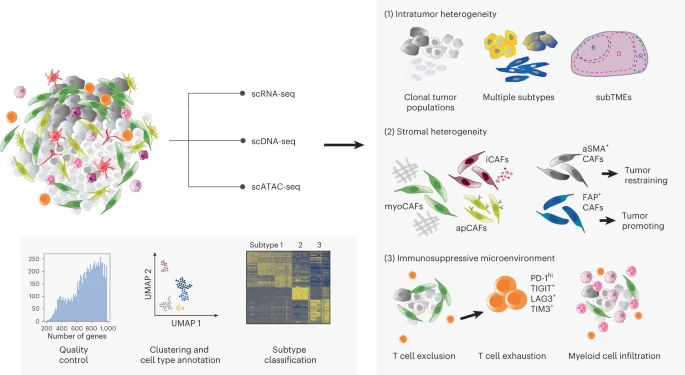 scRNA-seq
scDNA-seq
scATAC-seq
250
200
150
100
50
0
200 400 600 800 1,000
Number of genes
Quality
control
UMAP 2
UMAP 1
Clustering and
cell type annotation
Subtype 1 2 3
Subtype
classification
(1) Intratumor heterogeneity
Clonal tumor
populations
Multiple subtypes
R
D
R
subTMEs
(2) Stromal heterogeneity
myoCAFs
iCAFs
apCAFs
aSMA⁺
CAFs
Tumor
restraining
FAP⁺
CAFs
Tumor
promoting
(3) Immunosuppressive microenvironment
T cell exclusion
PD-1ʰⁱ
TIGIT⁺
LAG3⁺
TIM3⁺
T cell exhaustion
Myeloid cell infiltration